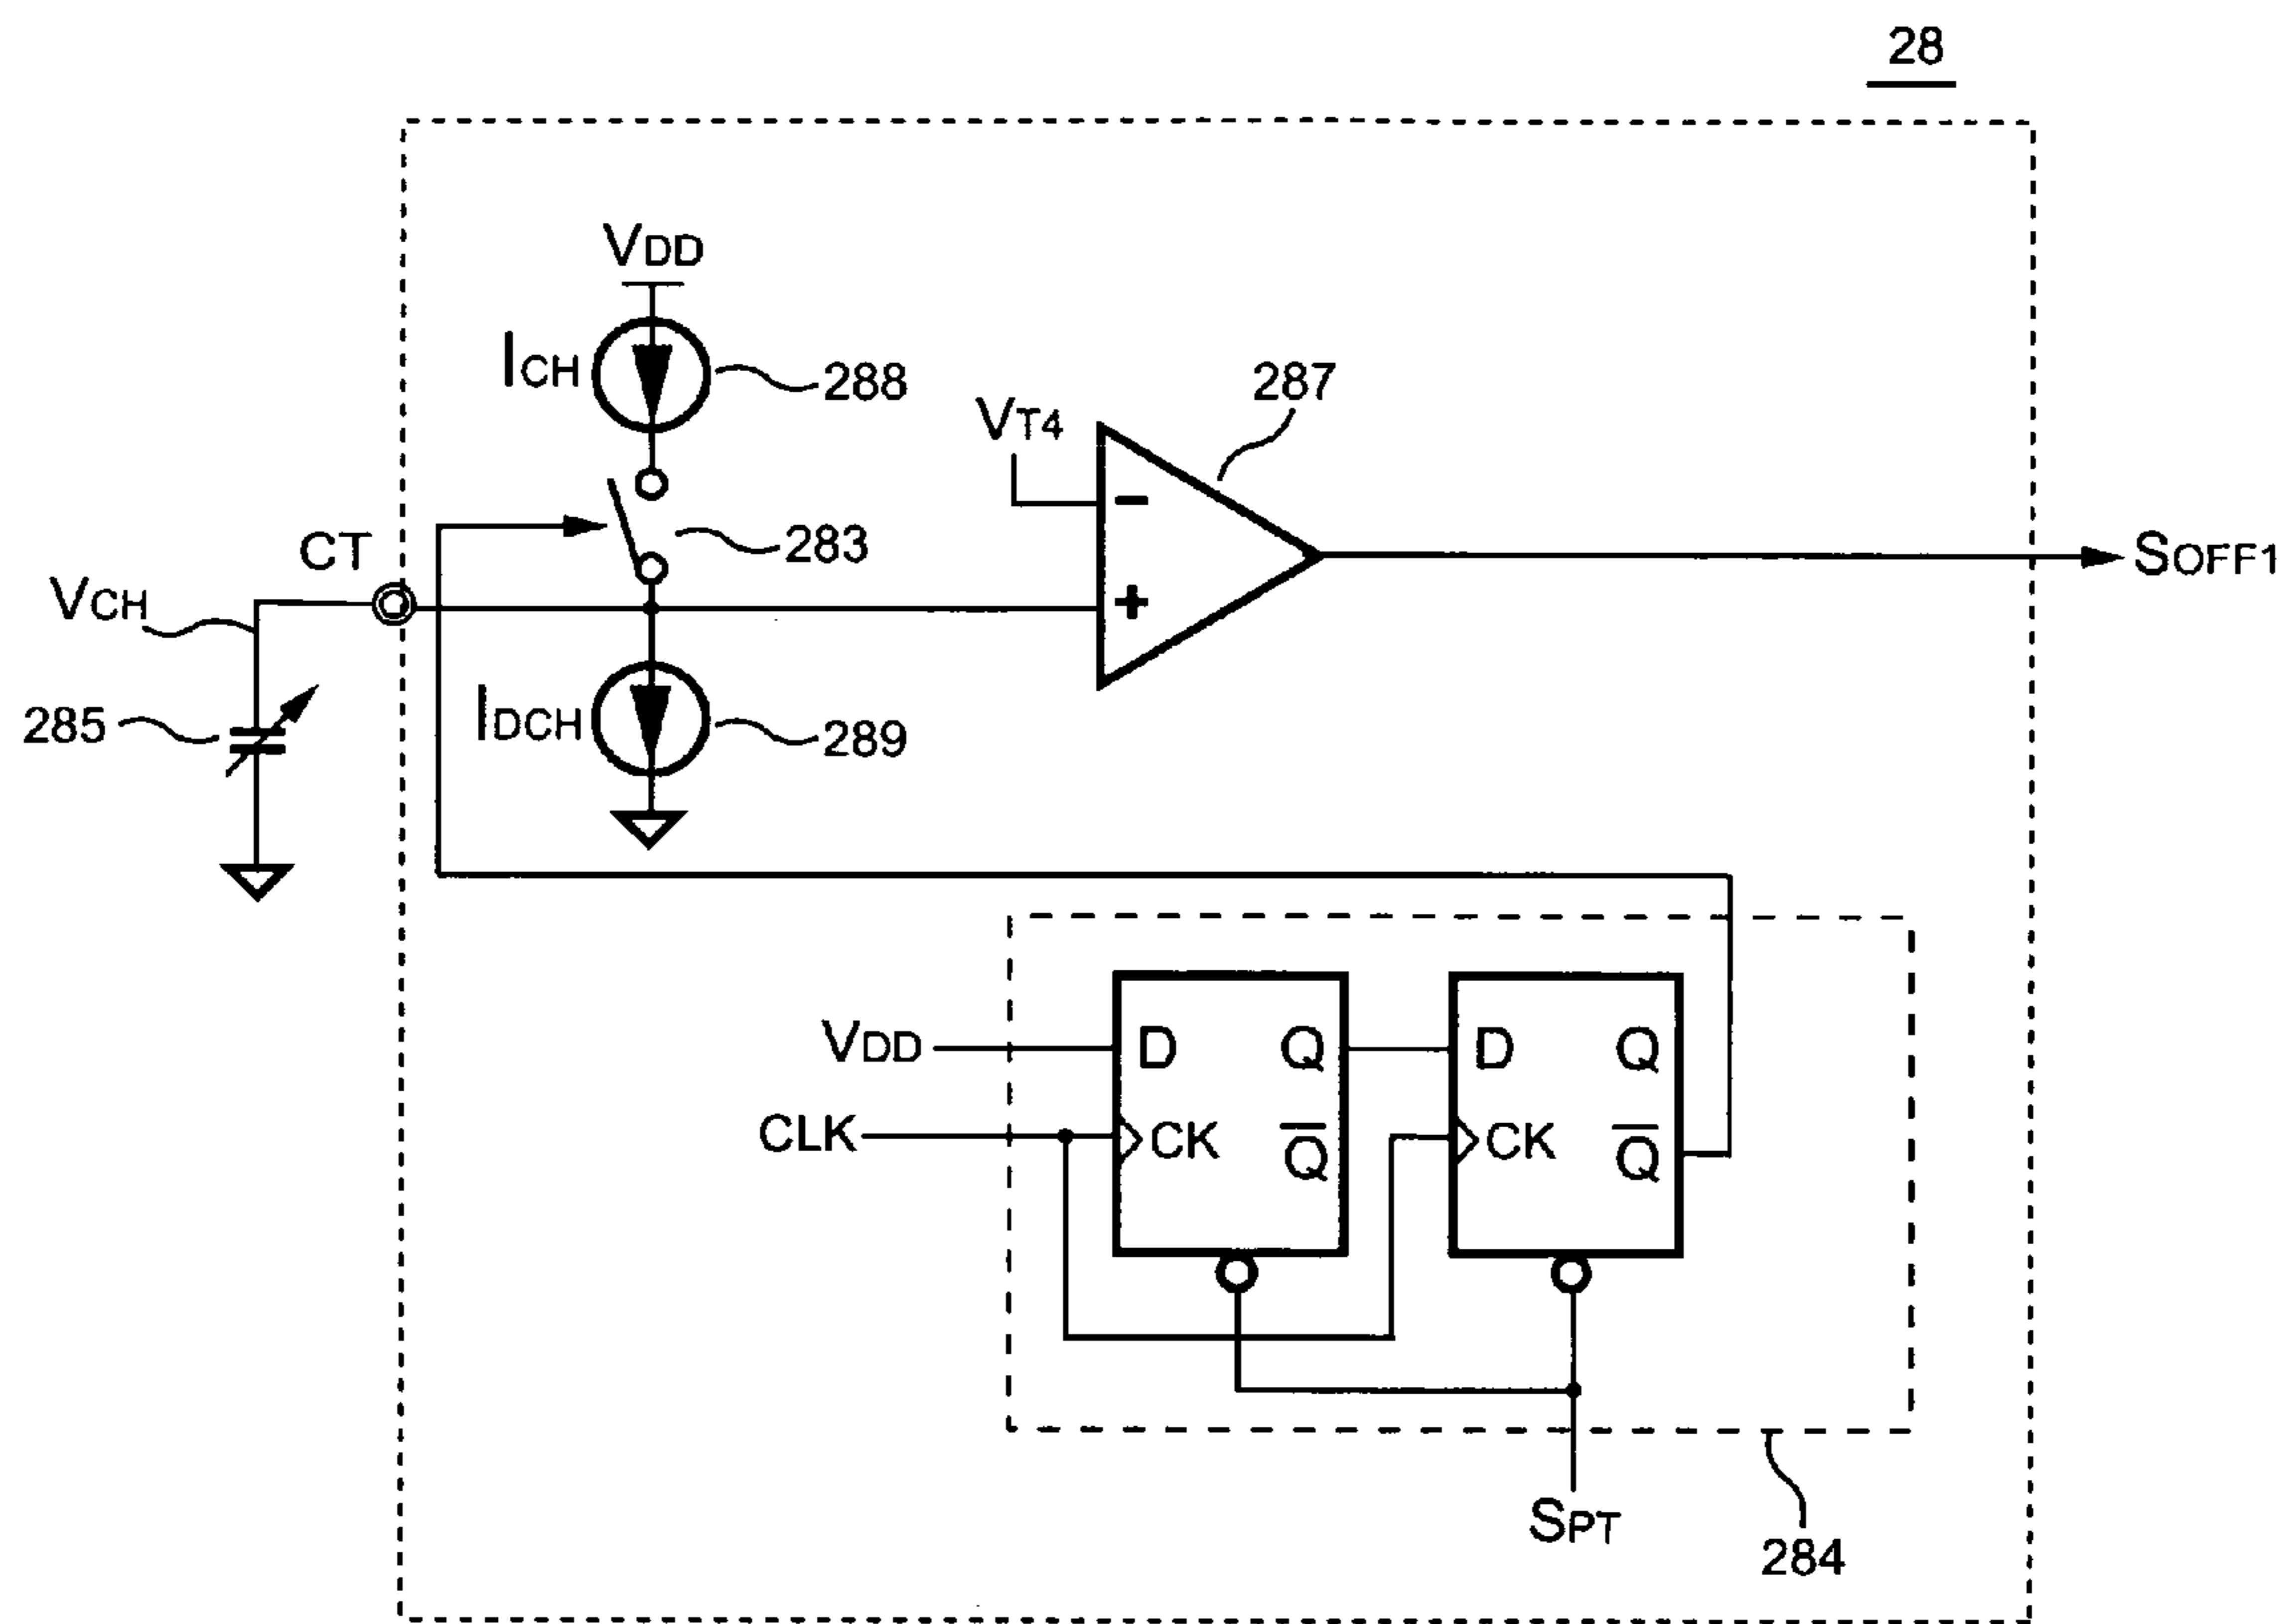 28
VDD
ICH
288
287
VT4
CT
283
SOFF1
VCH
−
+
285
IDCH
289
VDD
D Q
D Q
CLK
CK Q
CK Q
SPT
284